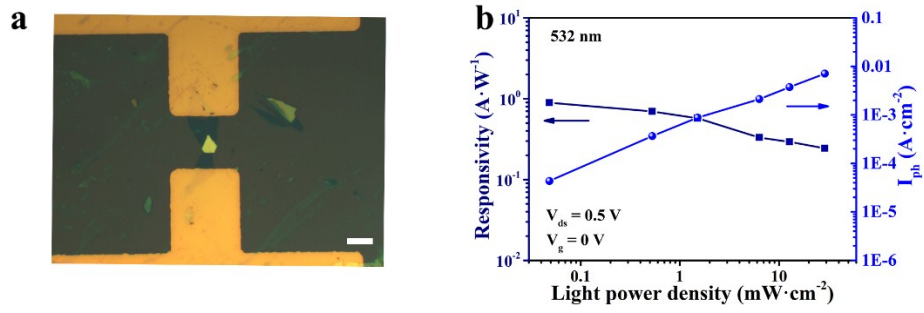 a
b
532 nm
V_ds = 0.5 V
V_g = 0 V
Responsivity (A·W⁻¹)
10¹
10⁰
10⁻¹
10⁻²
I_ph (A·cm⁻²)
0.1
0.01
1E-3
1E-4
1E-5
1E-6
0.1 1 10
Light power density (mW·cm⁻²)